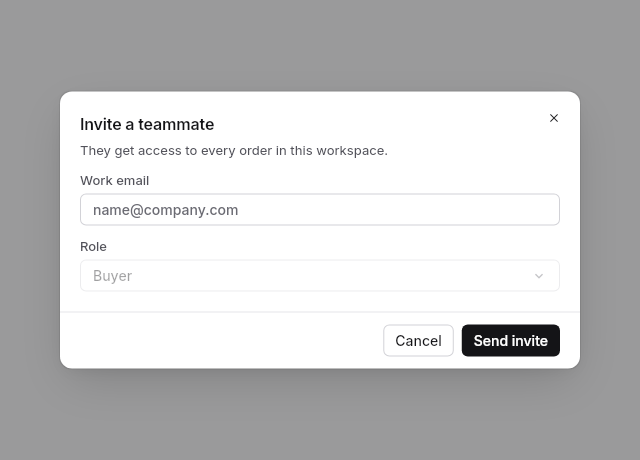 Invite a teammate
They get access to every order in this workspace.
Work email
name@company.com
Role
Buyer
Cancel
Send invite